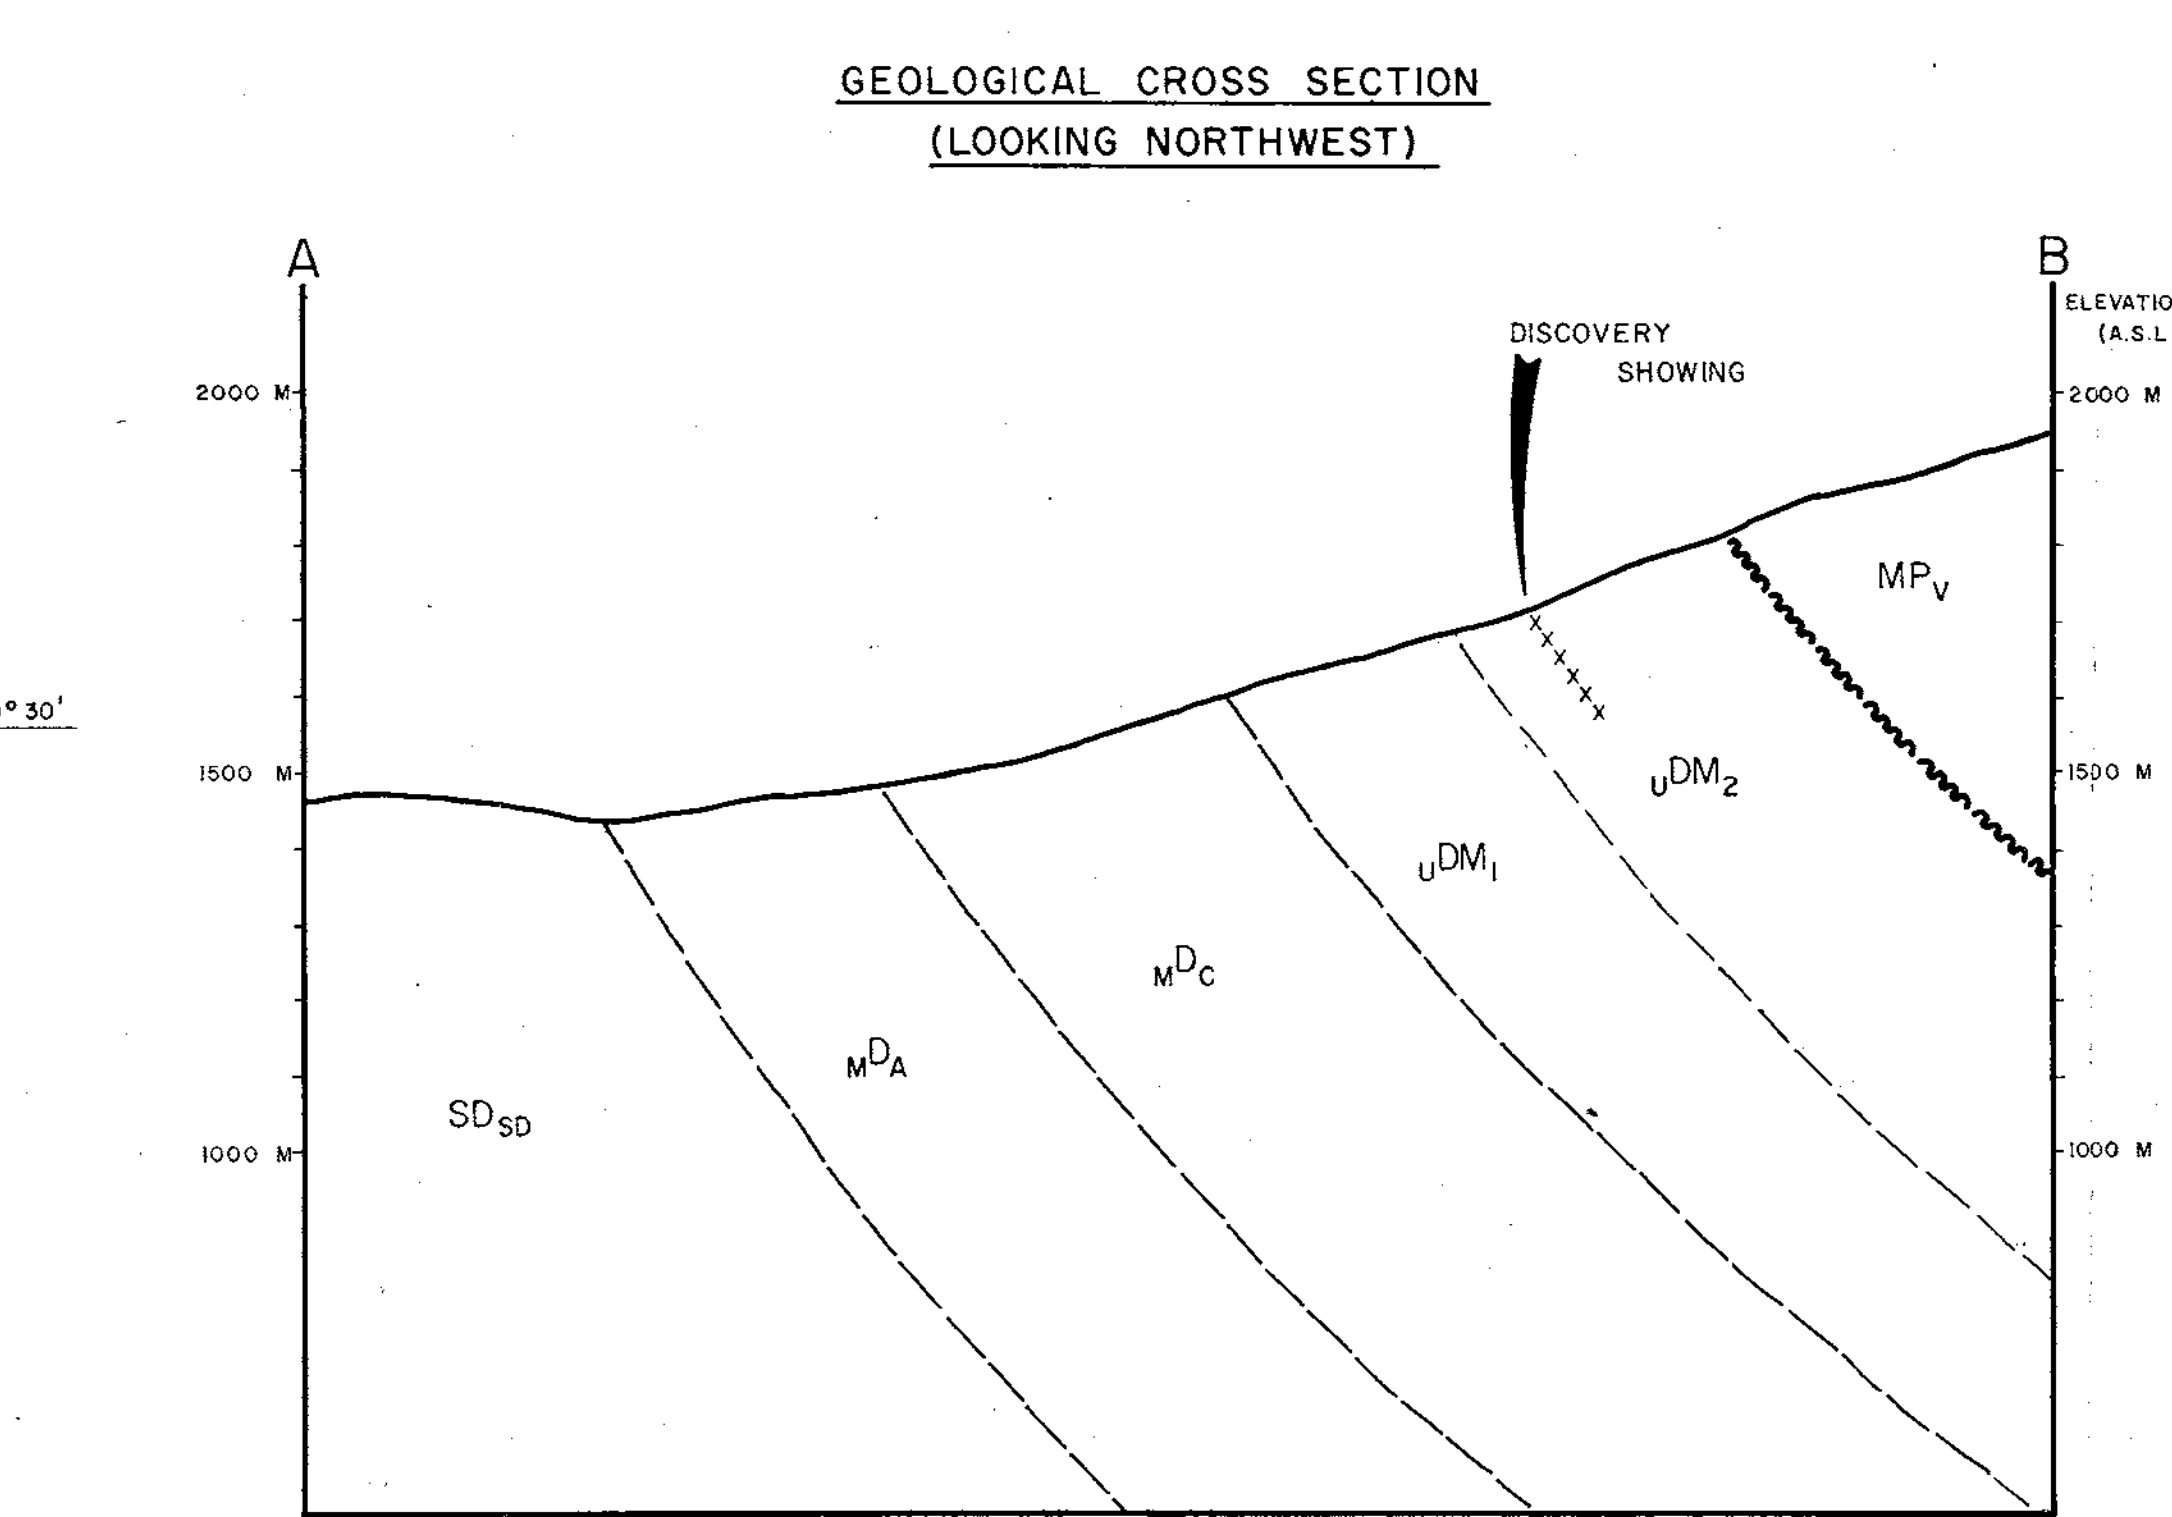 GEOLOGICAL CROSS SECTION
(LOOKING NORTHWEST)
A
B
ELEVATIO
(A.S.L
DISCOVERY
SHOWING
2000 M
2000 M
MPV
° 30'
1500 M
1500 M
UDM2
UDM1
MDC
MDA
SDSD
1000 M
1000 M